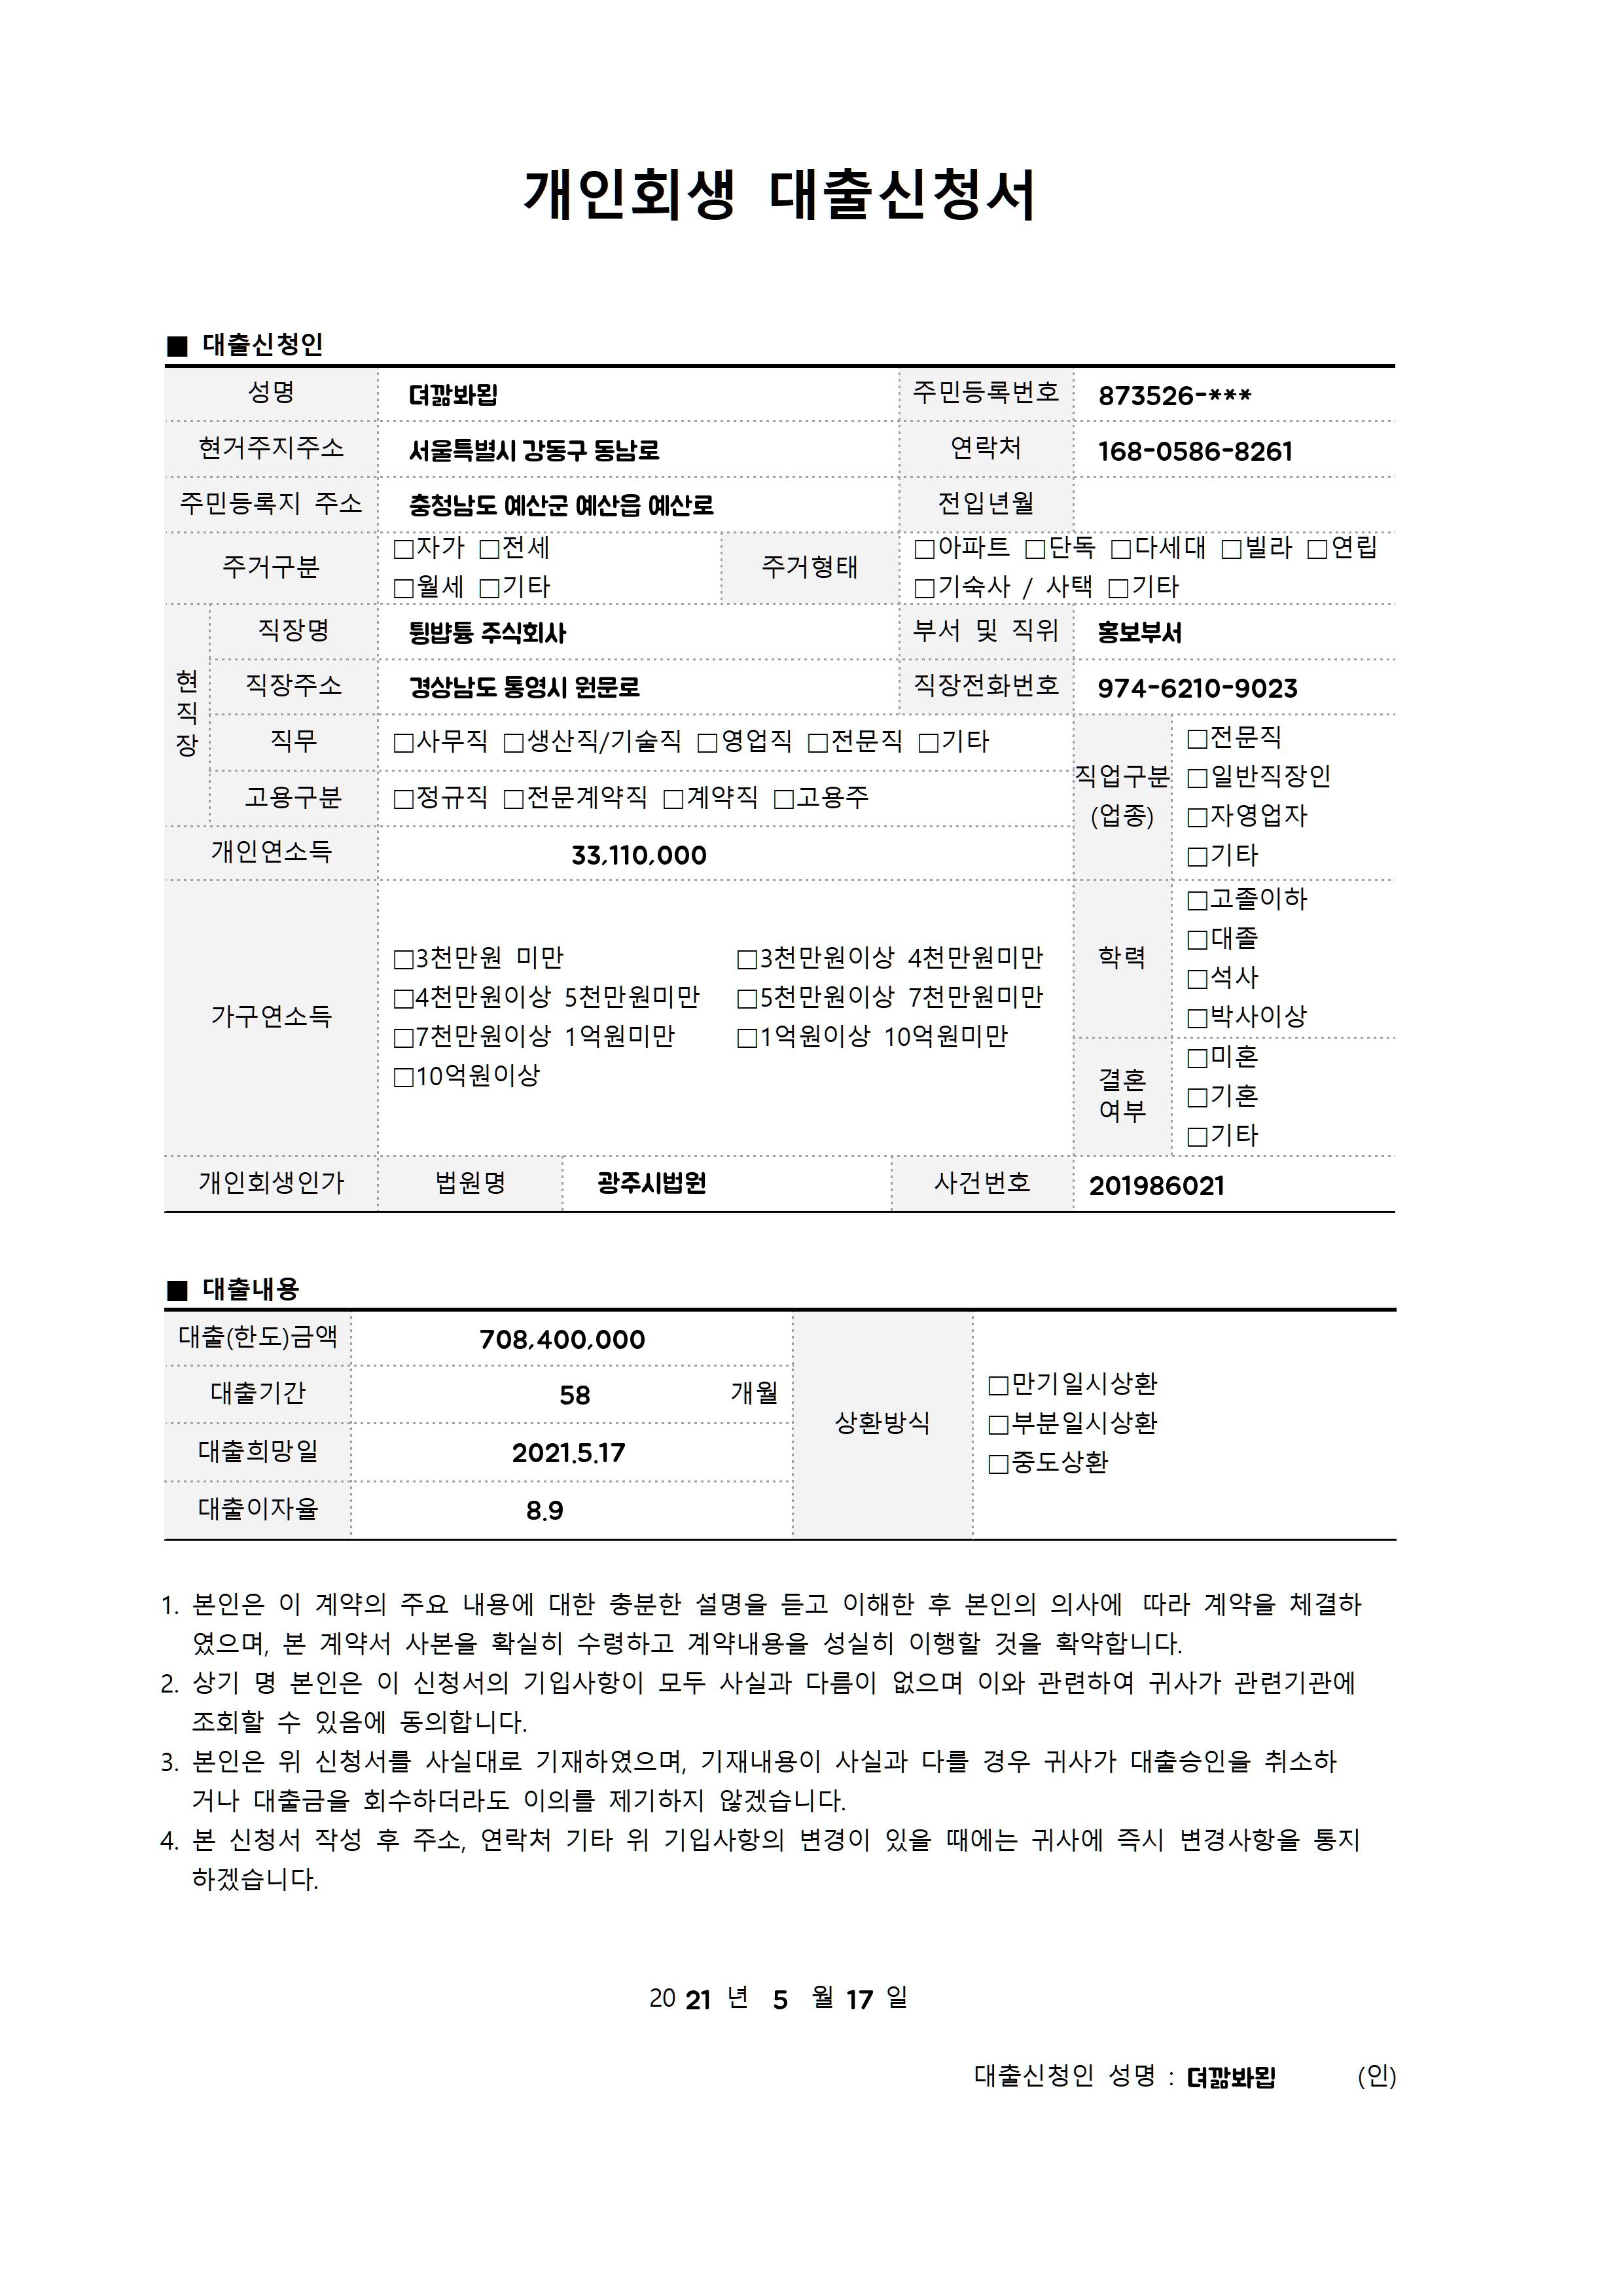 개인회생 대출신청서
■ 대출신청인
성명 뎌깖봐묍 주민등록번호 873526-***
현거주지주소 서울특별시 강동구 동남로 연락처 168-0586-8261
주민등록지 주소 충청남도 예산군 예산읍 예산로 전입년월
주거구분 □자가 □전세 주거형태 □아파트 □단독 □다세대 □빌라 □연립
□월세 □기타 □기숙사 / 사택 □기타
현직장
직장명 주식회사 부서 및 직위 홍보부서
직장주소 경상남도 통영시 원문로 직장전화번호 974-6210-9023
직무 □사무직 □생산직/기술직 □영업직 □전문직 □기타
고용구분 □정규직 □전문계약직 □계약직 □고용주
직업구분
(업종)
□전문직
□일반직장인
□자영업자
□기타
개인연소득 33,110,000
가구연소득
□3천만원 미만 □3천만원이상 4천만원미만
□4천만원이상 5천만원미만 □5천만원이상 7천만원미만
□7천만원이상 1억원미만 □1억원이상 10억원미만
□10억원이상
학력
□고졸이하
□대졸
□석사
□박사이상
결혼
여부
□미혼
□기혼
□기타
개인회생인가 법원명 광주시법원 사건번호 201986021
■ 대출내용
대출(한도)금액 708,400,000
대출기간 58 개월
대출희망일 2021.5.17
대출이자율 8.9
상환방식
□만기일시상환
□부분일시상환
□중도상환
1. 본인은 이 계약의 주요 내용에 대한 충분한 설명을 듣고 이해한 후 본인의 의사에 따라 계약을 체결하
였으며, 본 계약서 사본을 확실히 수령하고 계약내용을 성실히 이행할 것을 확약합니다.
2. 상기 명 본인은 이 신청서의 기입사항이 모두 사실과 다름이 없으며 이와 관련하여 귀사가 관련기관에
조회할 수 있음에 동의합니다.
3. 본인은 위 신청서를 사실대로 기재하였으며, 기재내용이 사실과 다를 경우 귀사가 대출승인을 취소하
거나 대출금을 회수하더라도 이의를 제기하지 않겠습니다.
4. 본 신청서 작성 후 주소, 연락처 기타 위 기입사항의 변경이 있을 때에는 귀사에 즉시 변경사항을 통지
하겠습니다.
20 21 년 5 월 17 일
대출신청인 성명 : 뎌깖봐묍 (인)